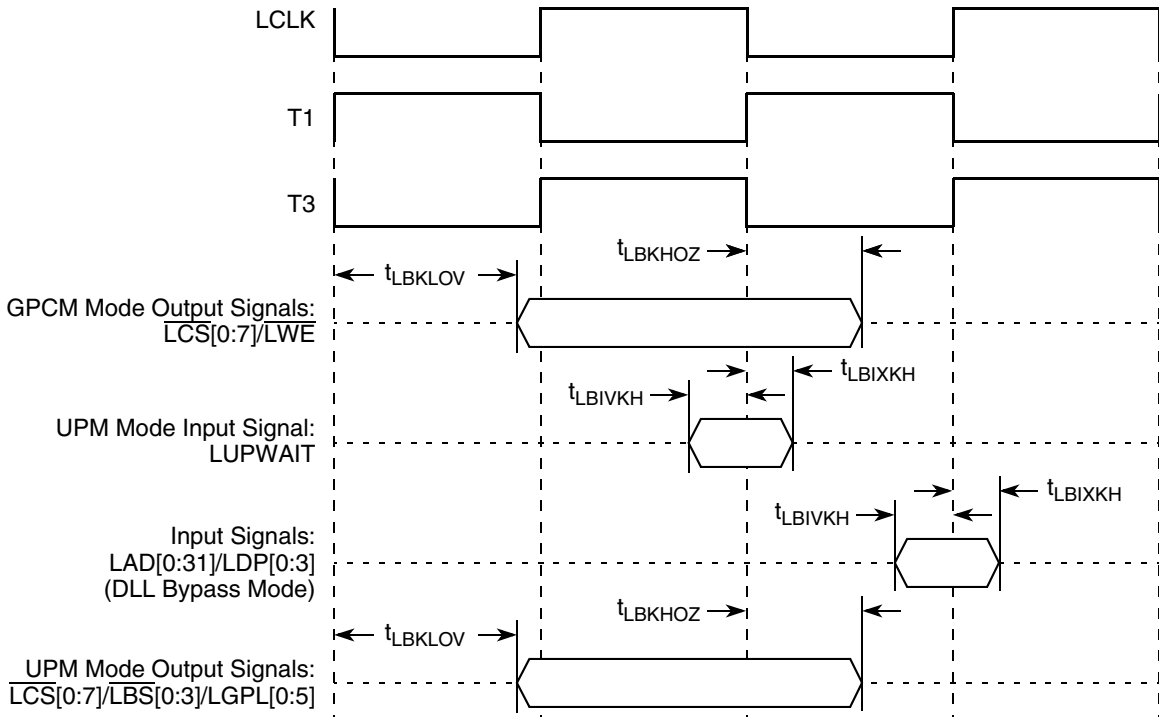 LCLK
T1
T3
tLBKHOZ
tLBKLOV
GPCM Mode Output Signals:
LCS[0:7]/LWE
tLBIXKH
tLBIVKH
UPM Mode Input Signal:
LUPWAIT
tLBIXKH
tLBIVKH
Input Signals:
LAD[0:31]/LDP[0:3]
(DLL Bypass Mode)
tLBKHOZ
tLBKLOV
UPM Mode Output Signals:
LCS[0:7]/LBS[0:3]/LGPL[0:5]